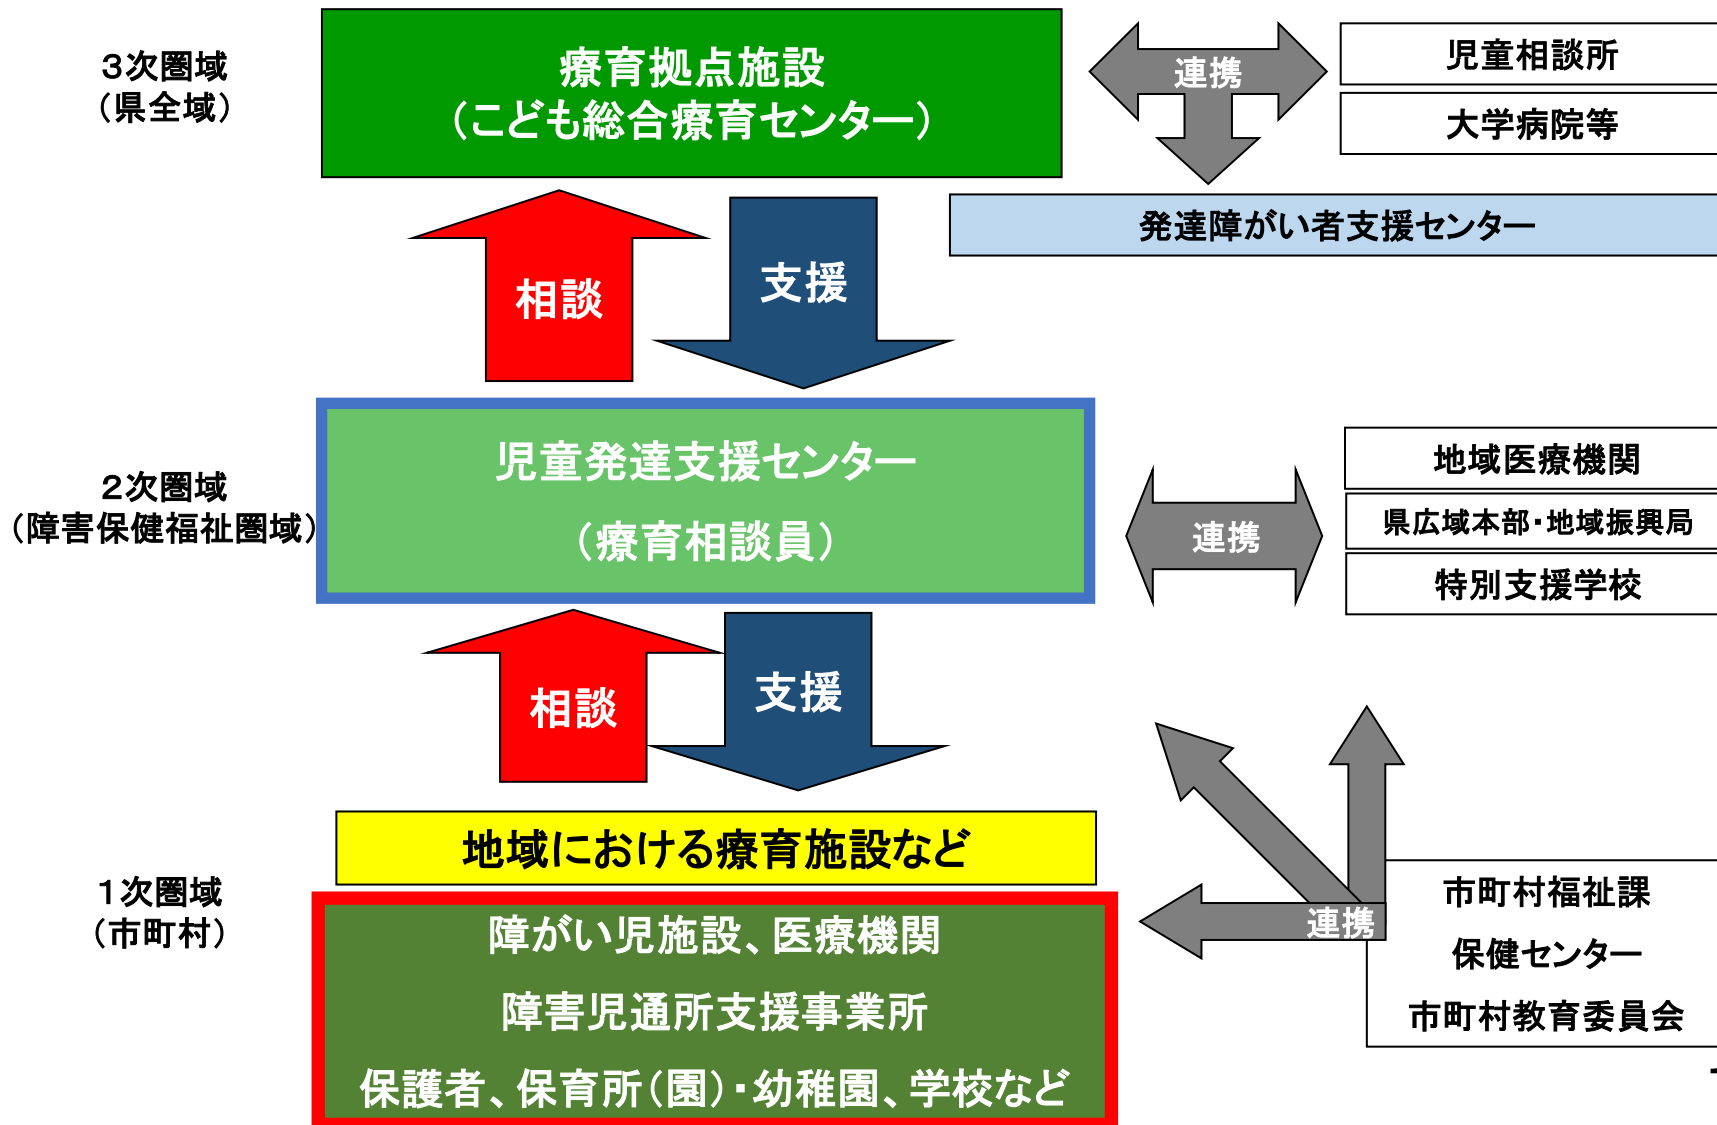 3次圏域
（県全域）
療育拠点施設
（こども総合療育センター）
連携
児童相談所
大学病院等
発達障がい者支援センター
相談
支援
2次圏域
（障害保健福祉圏域）
児童発達支援センター
（療育相談員）
連携
地域医療機関
県広域本部・地域振興局
特別支援学校
相談
支援
1次圏域
（市町村）
地域における療育施設など
障がい児施設、医療機関
障害児通所支援事業所
保護者、保育所（園）・幼稚園、学校など
連携
市町村福祉課
保健センター
市町村教育委員会